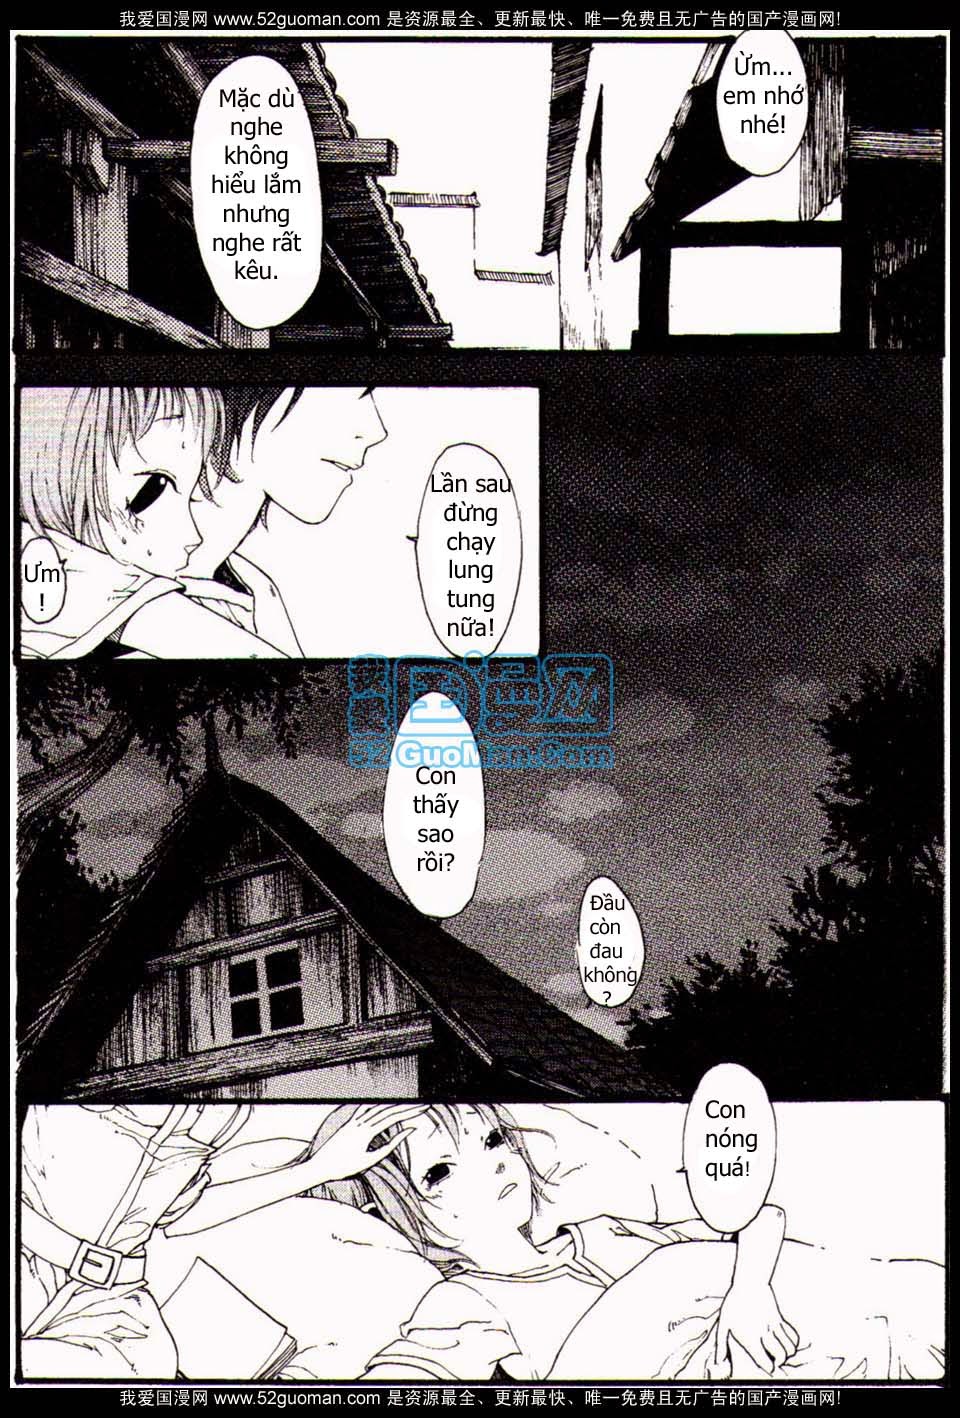 我爱国漫网 www.52guoman.com 是资源最全、更新最快、唯一免费且无广告的国产漫画网!
Mặc dù
nghe
không
hiểu lắm
nhưng
nghe rất
kêu.
Ừm...
em nhớ
nhé!
Lần sau
đừng
chạy
lung
tung
nữa!
Ưm
!
我爱国漫网
52GuoMan.Com
Con
thấy
sao
rồi?
Đầu
còn
đau
không
?
Con
nóng
quá!
我爱国漫网 www.52guoman.com 是资源最全、更新最快、唯一免费且无广告的国产漫画网!